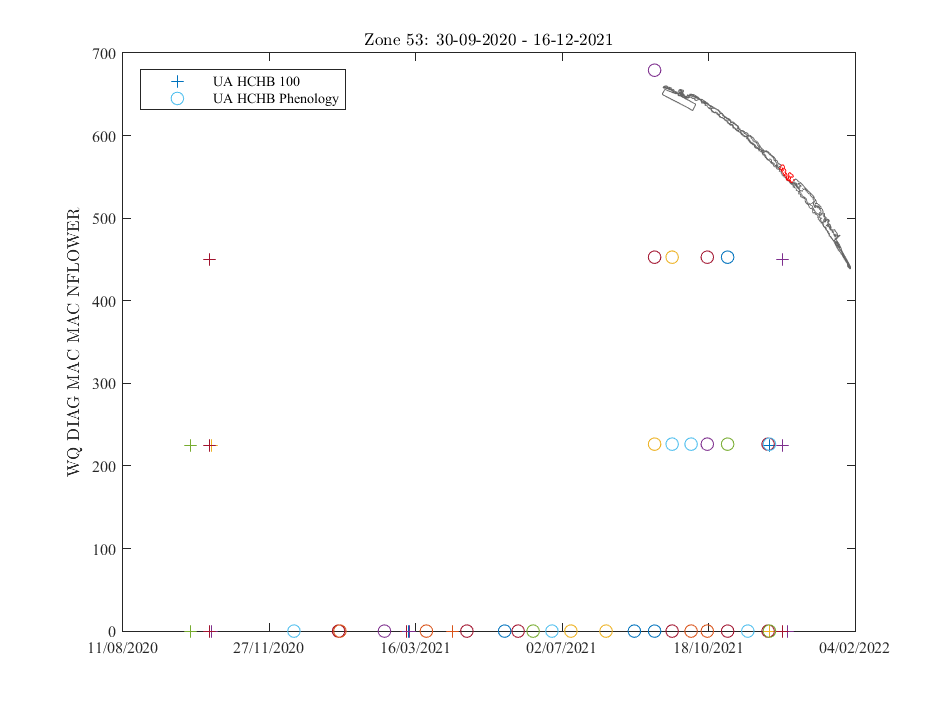 Zone 53: 30-09-2020 - 16-12-2021
700
UA HCHB 100
UA HCHB Phenology
600
500
400
300
200
100
0
WQ DIAG MAC MAC NFLOWER
11/08/2020 27/11/2020 16/03/2021 02/07/2021 18/10/2021 04/02/2022